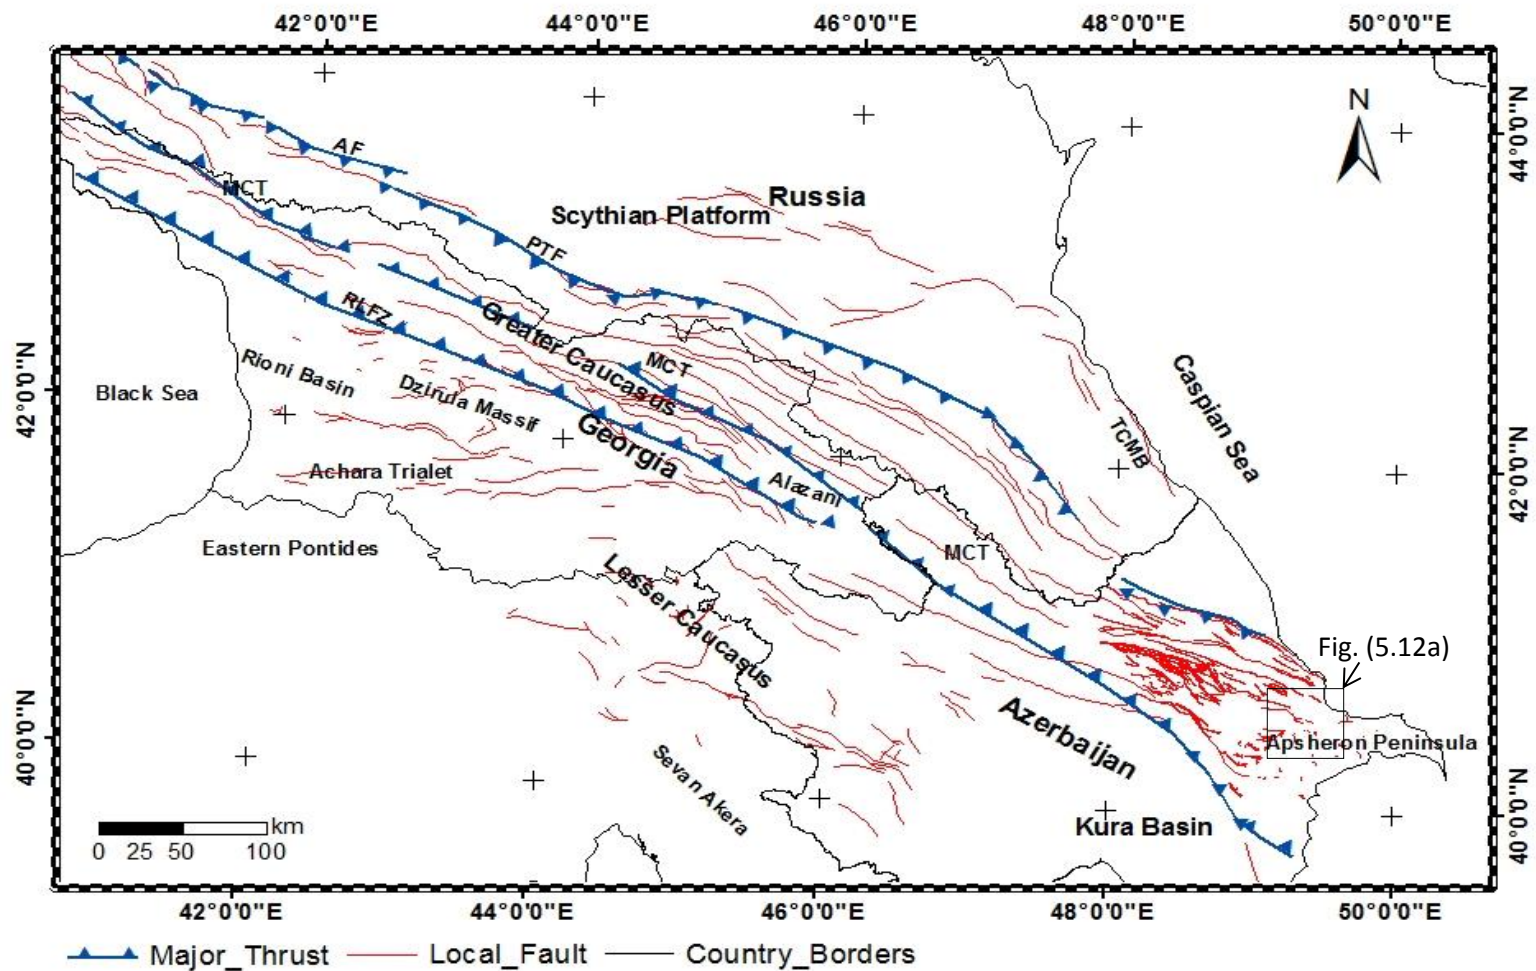 42°0'0"E 44°0'0"E 46°0'0"E 48°0'0"E 50°0'0"E
44°0'0"N
42°0'0"N
40°0'0"N
42°0'0"N
40°0'0"N
N
AF
MCT
Russia
Scythian Platform
PTF
RLFZ
Greater Caucasus
MCT
Rioni Basin
Dzirula Massif
Black Sea
Caspian Sea
TCMB
Georgia
Achara Trialet
Alazani
Eastern Pontides
MCT
Lesser Caucasus
Fig. (5.12a)
Azerbaijan
Apsheron Peninsula
Sevan Akera
Kura Basin
km
0 25 50 100
42°0'0"E 44°0'0"E 46°0'0"E 48°0'0"E 50°0'0"E
Major_Thrust Local_Fault Country_Borders